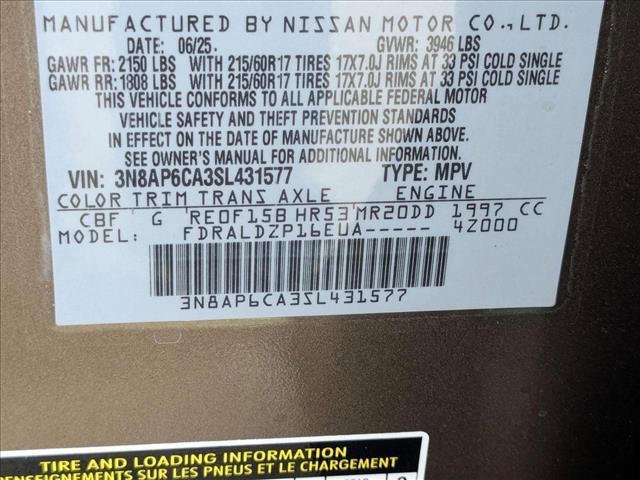 MANUFACTURED BY NISSAN MOTOR CO., LTD.
DATE: 06/25. GVWR: 3946 LBS
GAWR FR: 2150 LBS WITH 215/60R17 TIRES 17X7.0J RIMS AT 33 PSI COLD SINGLE
GAWR RR: 1808 LBS WITH 215/60R17 TIRES 17X7.0J RIMS AT 33 PSI COLD SINGLE
THIS VEHICLE CONFORMS TO ALL APPLICABLE FEDERAL MOTOR
VEHICLE SAFETY AND THEFT PREVENTION STANDARDS
IN EFFECT ON THE DATE OF MANUFACTURE SHOWN ABOVE.
SEE OWNER'S MANUAL FOR ADDITIONAL INFORMATION
VIN: 3N8AP6CA3SL431577 TYPE: MPV
COLOR TRIM TRANS AXLE ENGINE
CBF G RE0F15B HR53 MR20DD 1997 CC
MODEL: FDRALDZP16EUA----- 4Z000
3N8AP6CA3SL431577
TIRE AND LOADING INFORMATION
RENSEIGNEMENTS SUR LES PNEUS ET LE CHARGEMENT